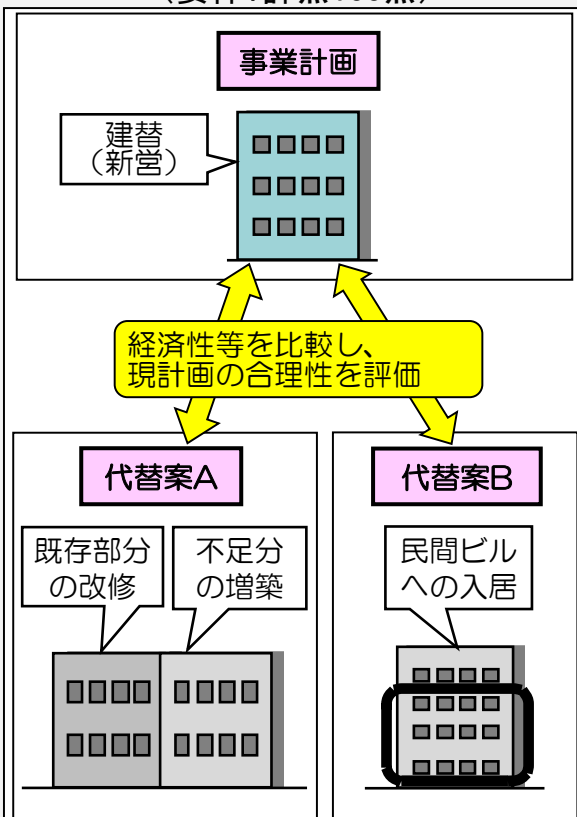 事業計画
建替
(新営)
経済性等を比較し、
現計画の合理性を評価
代替案A
既存部分
の改修
不足分
の増築
代替案B
民間ビル
への入居